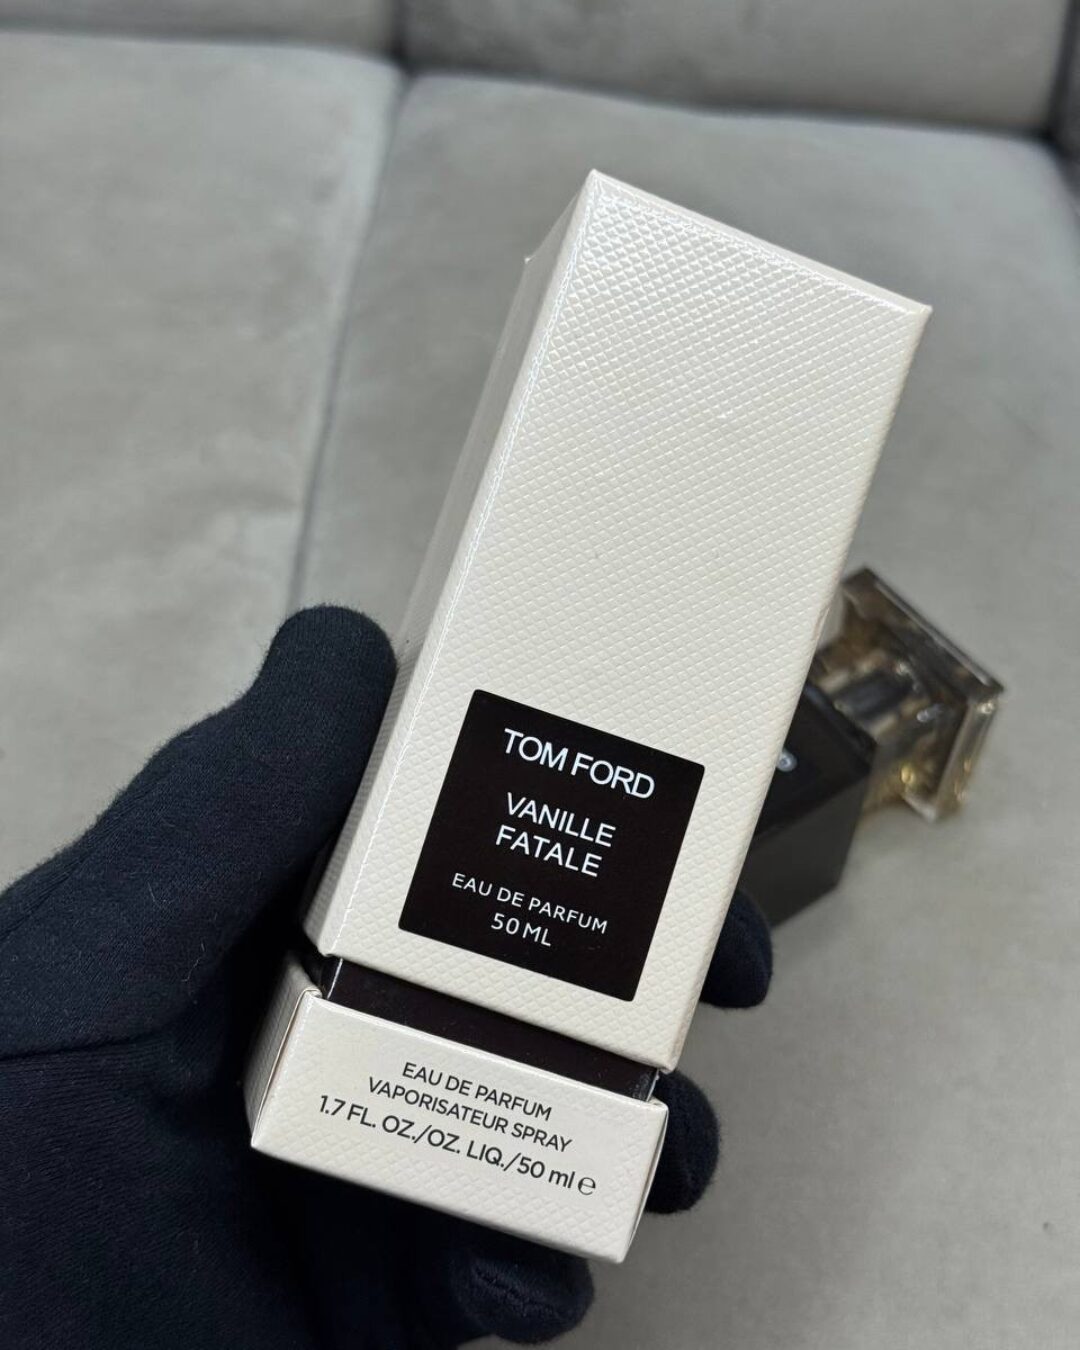 TOM FORD
VANILLE
FATALE
EAU DE PARFUM
50 ML
EAU DE PARFUM
VAPORISATEUR SPRAY
1.7 FL. OZ./OZ. LIQ./50 ml ℮